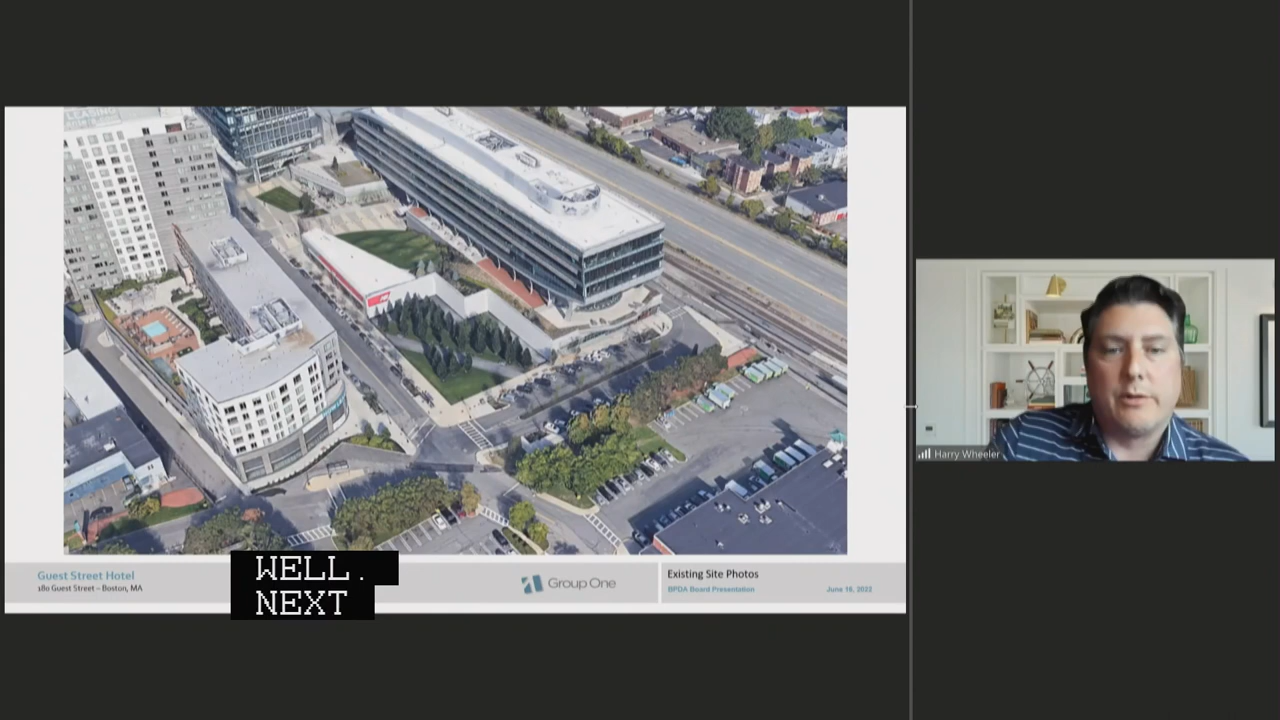 Guest Street Hotel
180 Guest Street – Boston, MA
WELL.
NEXT
Group One
Existing Site Photos
BPDA Board Presentation
June 16, 2022
Harry Wheeler